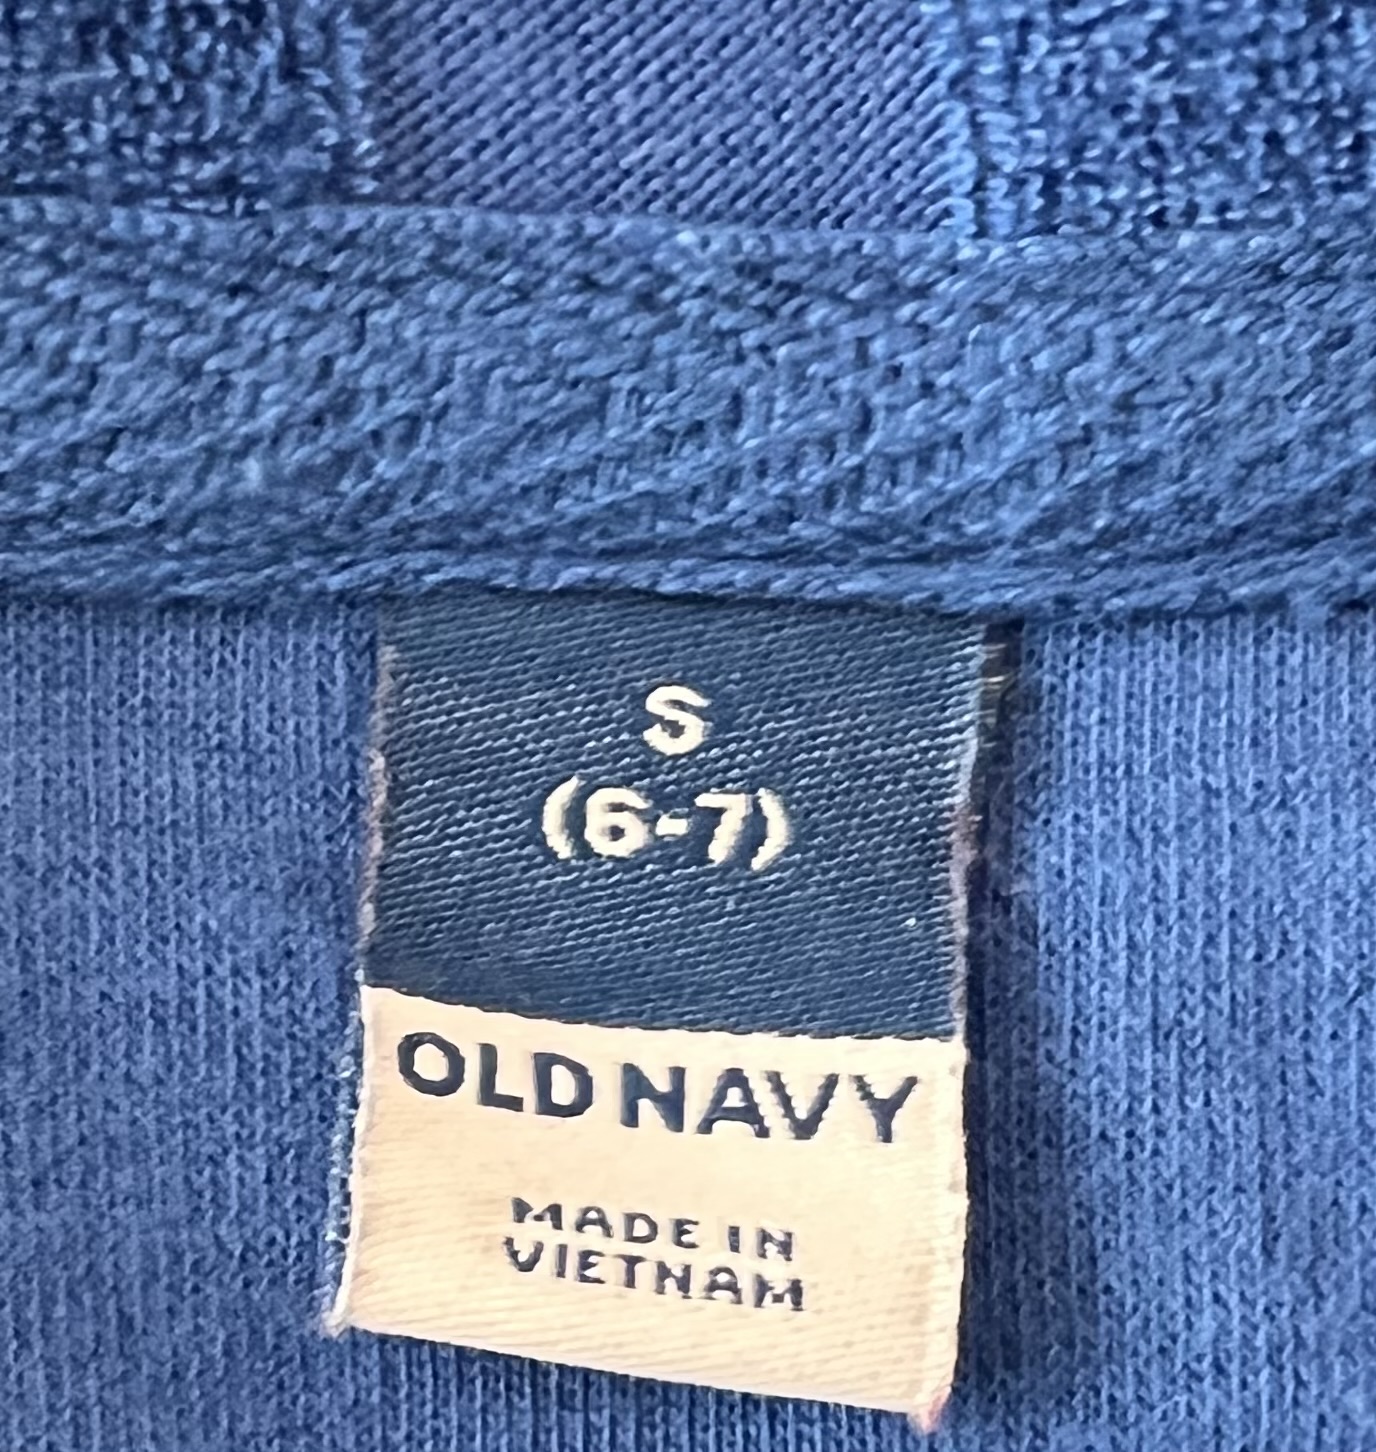 S
(6-7)
OLD NAVY
MADE IN
VIETNAM